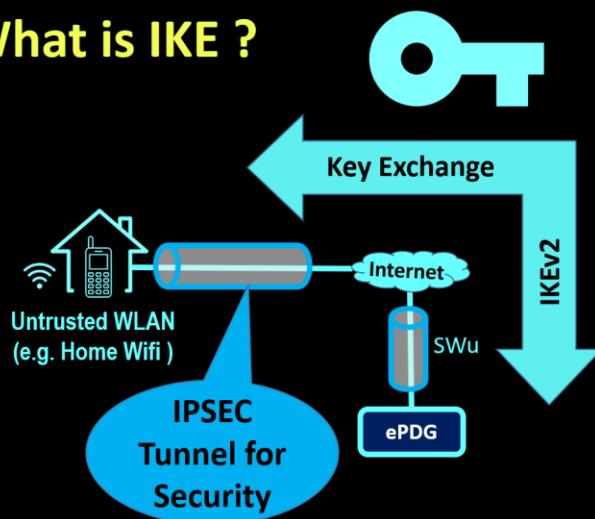 What is IKE ?
Key Exchange
IKEv2
Internet
Untrusted WLAN
(e.g. Home Wifi )
SWu
IPSEC
Tunnel for
Security
ePDG